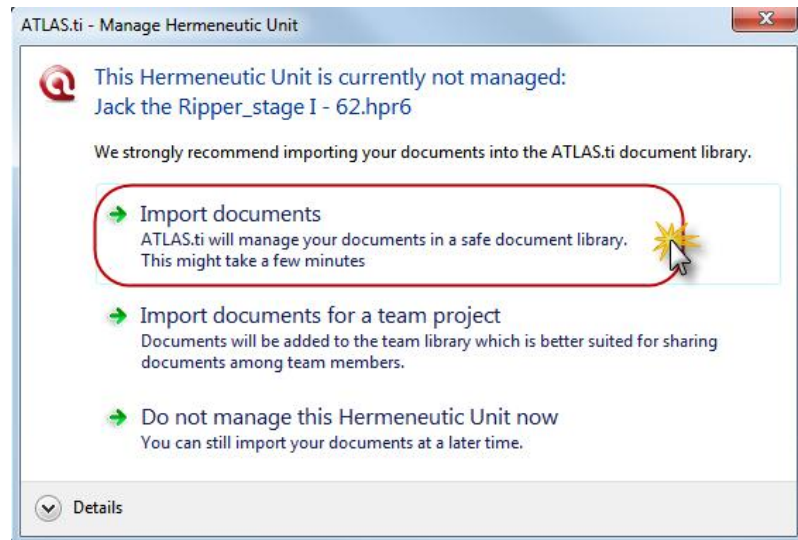 ATLAS.ti - Manage Hermeneutic Unit
This Hermeneutic Unit is currently not managed:
Jack the Ripper_stage I - 62.hpr6
We strongly recommend importing your documents into the ATLAS.ti document library.
Import documents
ATLAS.ti will manage your documents in a safe document library.
This might take a few minutes
Import documents for a team project
Documents will be added to the team library which is better suited for sharing
documents among team members.
Do not manage this Hermeneutic Unit now
You can still import your documents at a later time.
Details